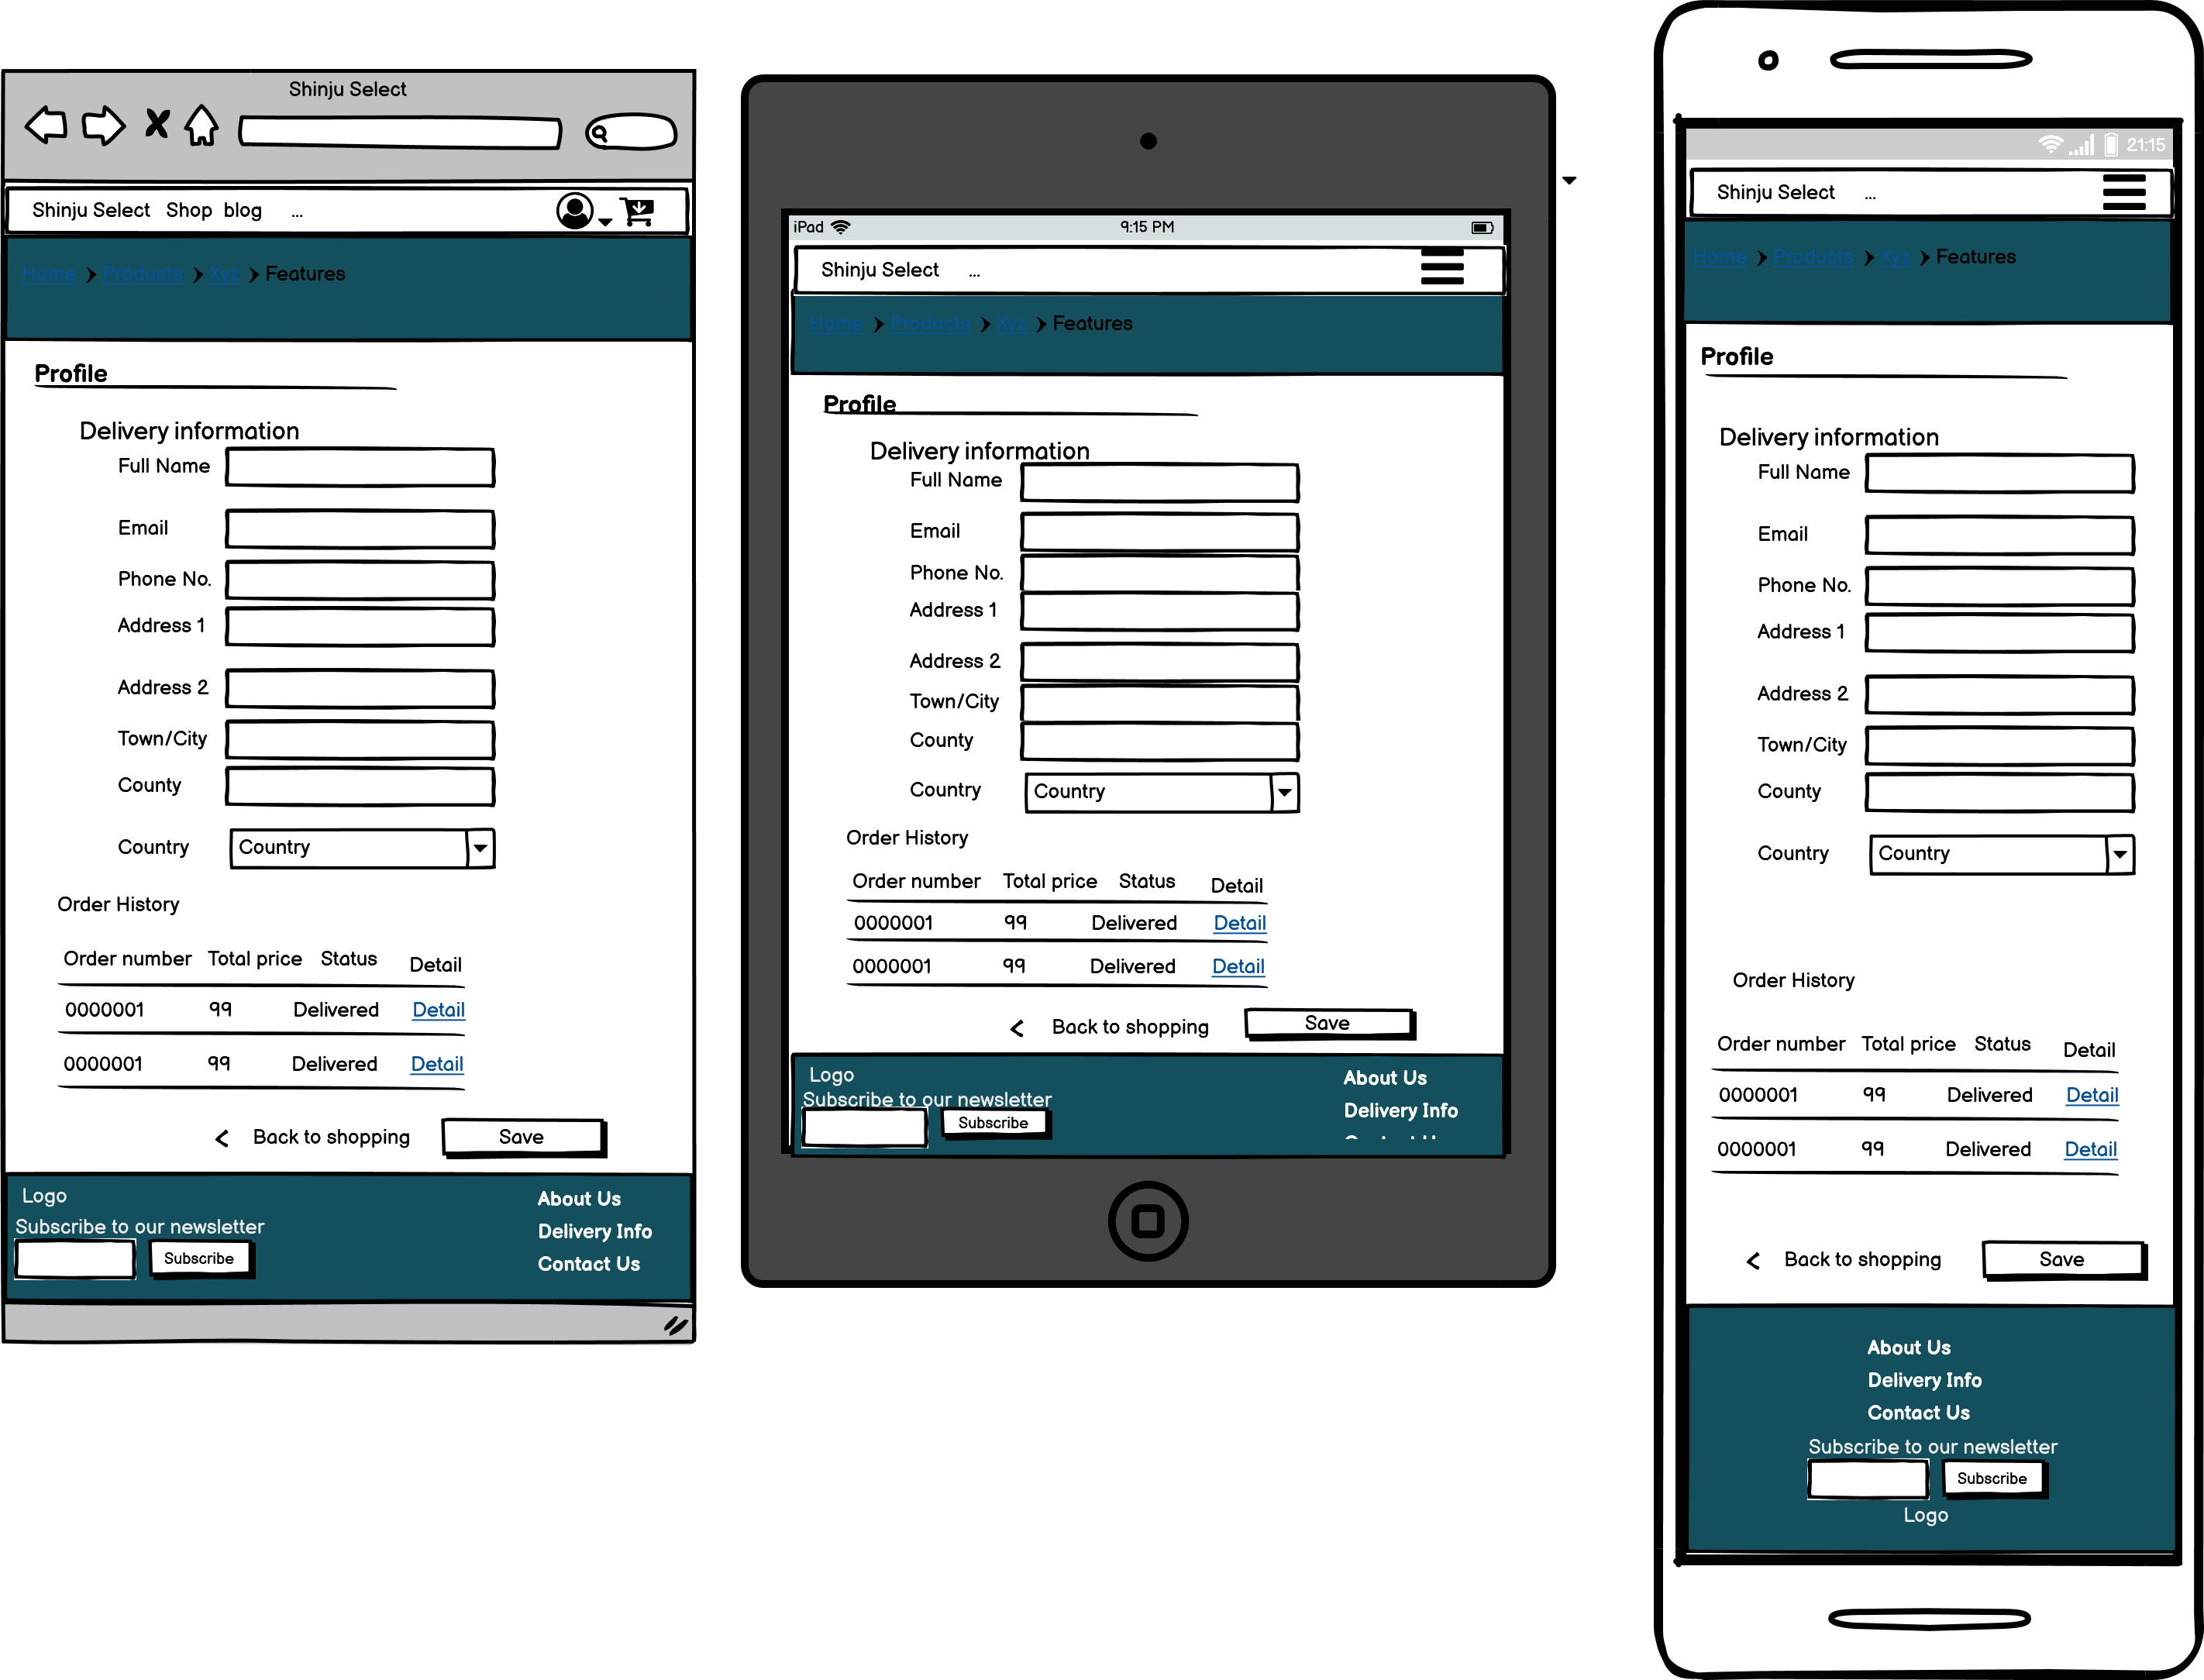 Shinju Select
Shinju Select Shop blog ...
Home Products Xyz Features
Profile
Delivery information
Full Name
Email
Phone No.
Address 1
Address 2
Town/City
County
Country Country
Order History
Order number Total price Status Detail
0000001 99 Delivered Detail
0000001 99 Delivered Detail
Back to shopping Save
Logo
Subscribe to our newsletter
Subscribe
About Us
Delivery Info
Contact Us
iPad 9:15 PM
Shinju Select ...
Home Products Xyz Features
Profile
Delivery information
Full Name
Email
Phone No.
Address 1
Address 2
Town/City
County
Country Country
Order History
Order number Total price Status Detail
0000001 99 Delivered Detail
0000001 99 Delivered Detail
Back to shopping Save
Logo
Subscribe to our newsletter
Subscribe
About Us
Delivery Info
21:15
Shinju Select ...
Home Products Xyz Features
Profile
Delivery information
Full Name
Email
Phone No.
Address 1
Address 2
Town/City
County
Country Country
Order History
Order number Total price Status Detail
0000001 99 Delivered Detail
0000001 99 Delivered Detail
Back to shopping Save
About Us
Delivery Info
Contact Us
Subscribe to our newsletter
Subscribe
Logo